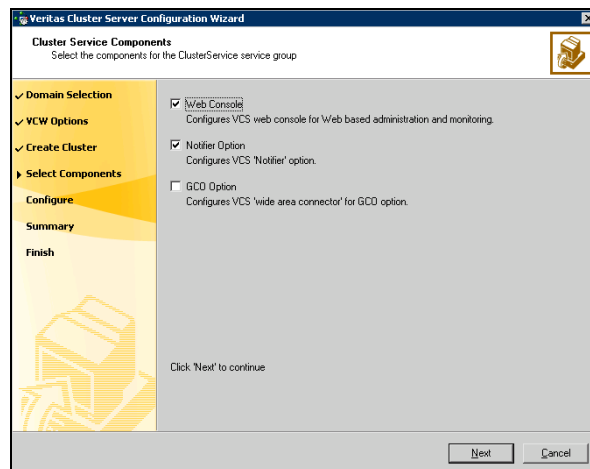 Veritas Cluster Server Configuration Wizard
Cluster Service Components
Select the components for the ClusterService service group
Domain Selection
VCW Options
Create Cluster
Select Components
Configure
Summary
Finish
Web Console
Configures VCS web console for Web based administration and monitoring.
Notifier Option
Configures VCS 'Notifier' option.
GCO Option
Configures VCS 'wide area connector' for GCO option.
Click 'Next' to continue
Next
Cancel